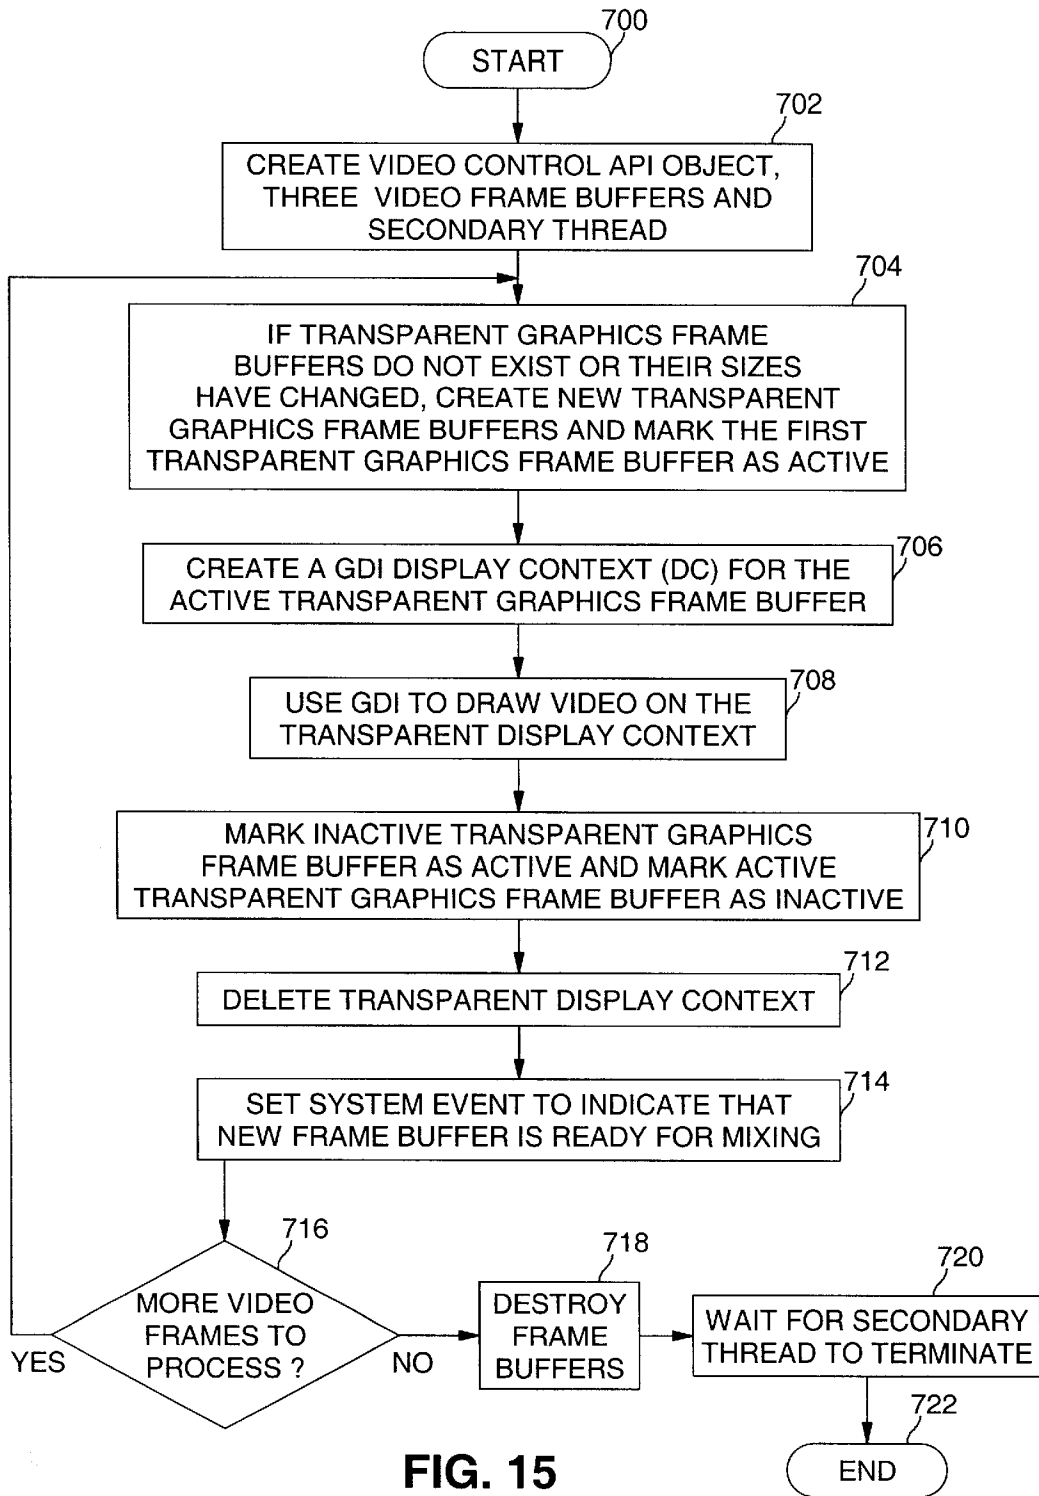 700
START
702
CREATE VIDEO CONTROL API OBJECT,
THREE VIDEO FRAME BUFFERS AND
SECONDARY THREAD
704
IF TRANSPARENT GRAPHICS FRAME
BUFFERS DO NOT EXIST OR THEIR SIZES
HAVE CHANGED, CREATE NEW TRANSPARENT
GRAPHICS FRAME BUFFERS AND MARK THE FIRST
TRANSPARENT GRAPHICS FRAME BUFFER AS ACTIVE
706
CREATE A GDI DISPLAY CONTEXT (DC) FOR THE
ACTIVE TRANSPARENT GRAPHICS FRAME BUFFER
708
USE GDI TO DRAW VIDEO ON THE
TRANSPARENT DISPLAY CONTEXT
710
MARK INACTIVE TRANSPARENT GRAPHICS
FRAME BUFFER AS ACTIVE AND MARK ACTIVE
TRANSPARENT GRAPHICS FRAME BUFFER AS INACTIVE
712
DELETE TRANSPARENT DISPLAY CONTEXT
714
SET SYSTEM EVENT TO INDICATE THAT
NEW FRAME BUFFER IS READY FOR MIXING
716
MORE VIDEO
FRAMES TO
PROCESS ?
YES
NO
718
DESTROY
FRAME
BUFFERS
720
WAIT FOR SECONDARY
THREAD TO TERMINATE
722
END
FIG. 15